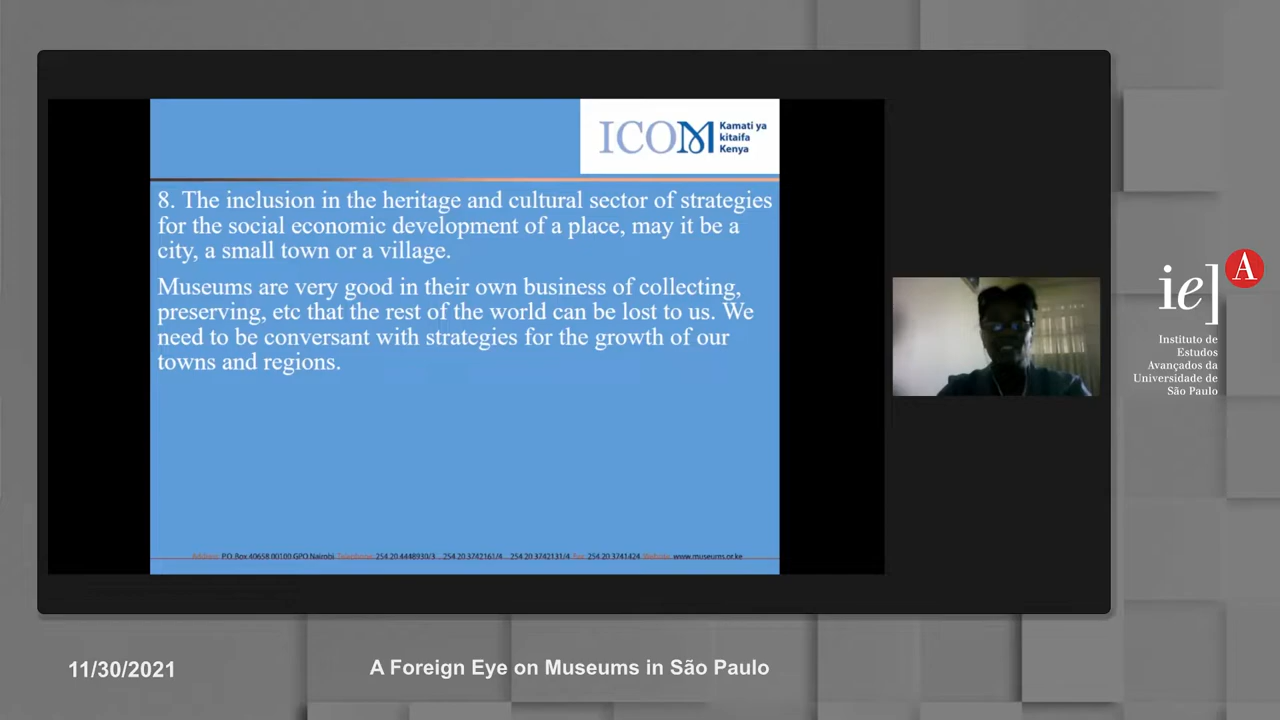 ICOM
Kamati ya
kitaifa
Kenya
8. The inclusion in the heritage and cultural sector of strategies
for the social economic development of a place, may it be a
city, a small town or a village.
Museums are very good in their own business of collecting,
preserving, etc that the rest of the world can be lost to us. We
need to be conversant with strategies for the growth of our
towns and regions.
Address: P.O. Box 40658 00100 GPO Nairobi Telephone: 254 20 4448930/3 254 20 3742161/4 254 20 3742131/4 Fax: 254 20 3741424 Website: www.museums.or.ke
iea
A
Instituto de
Estudos
Avançados da
Universidade de
São Paulo
11/30/2021
A Foreign Eye on Museums in São Paulo